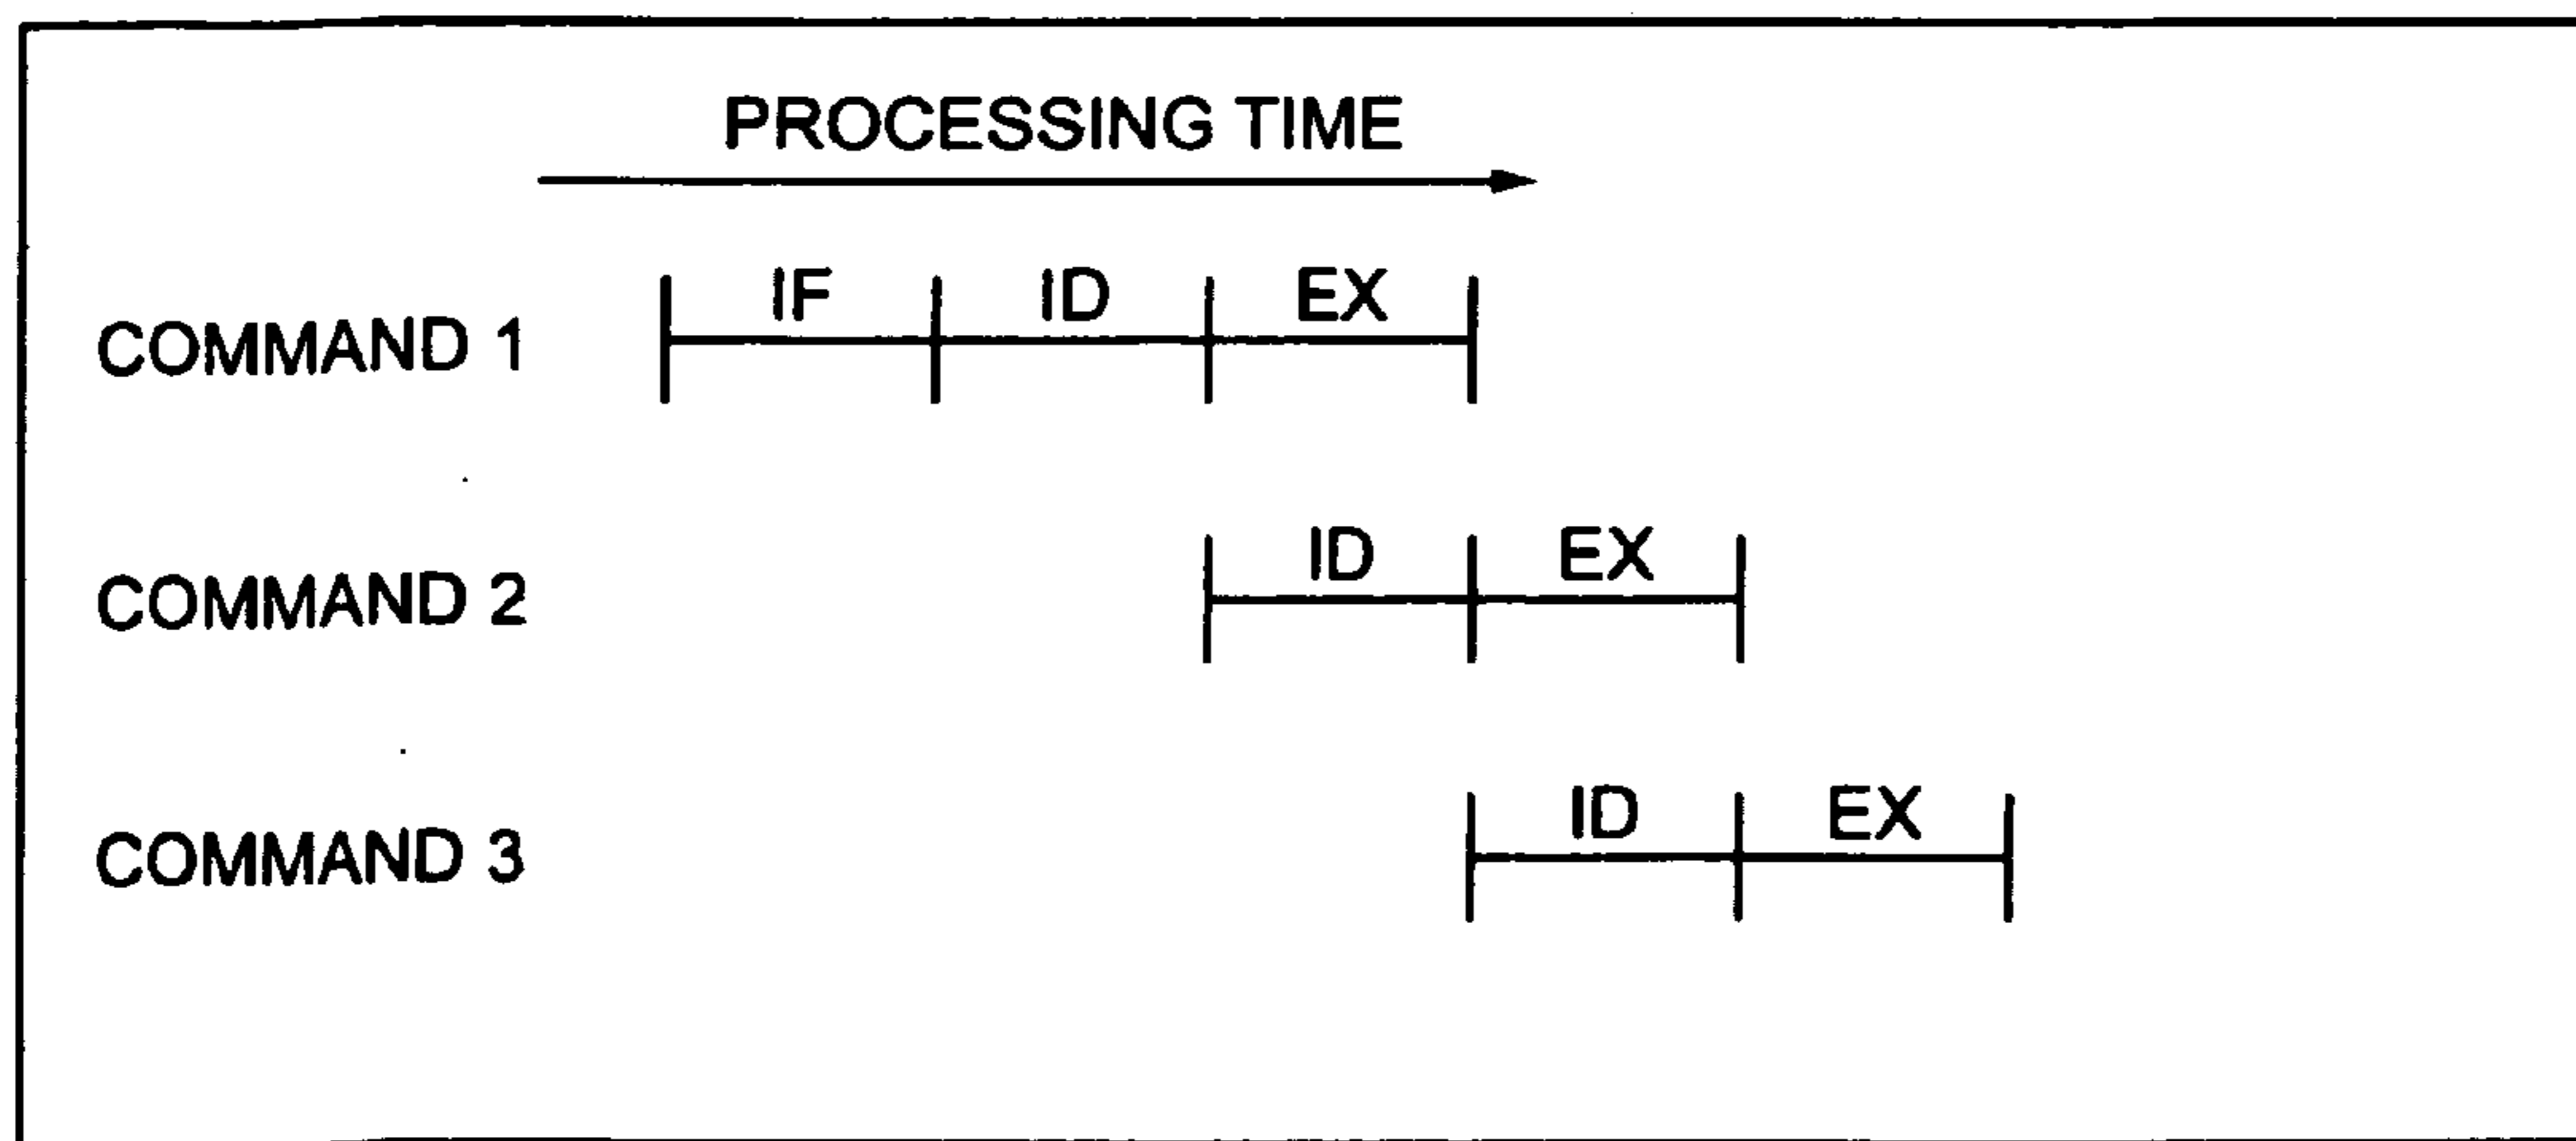 PROCESSING TIME
IF ID EX
COMMAND 1
ID EX
COMMAND 2
ID EX
COMMAND 3